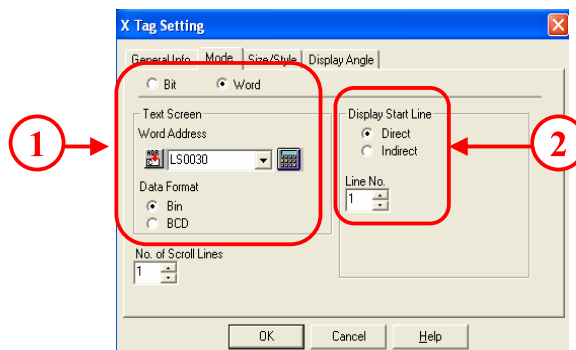 X Tag Setting
General Info Mode Size/Style Display Angle
Bit Word
Text Screen
Word Address
LS0030
Data Format
Bin
BCD
No. of Scroll Lines
1
Display Start Line
Direct
Indirect
Line No.
1
OK Cancel Help
1
2